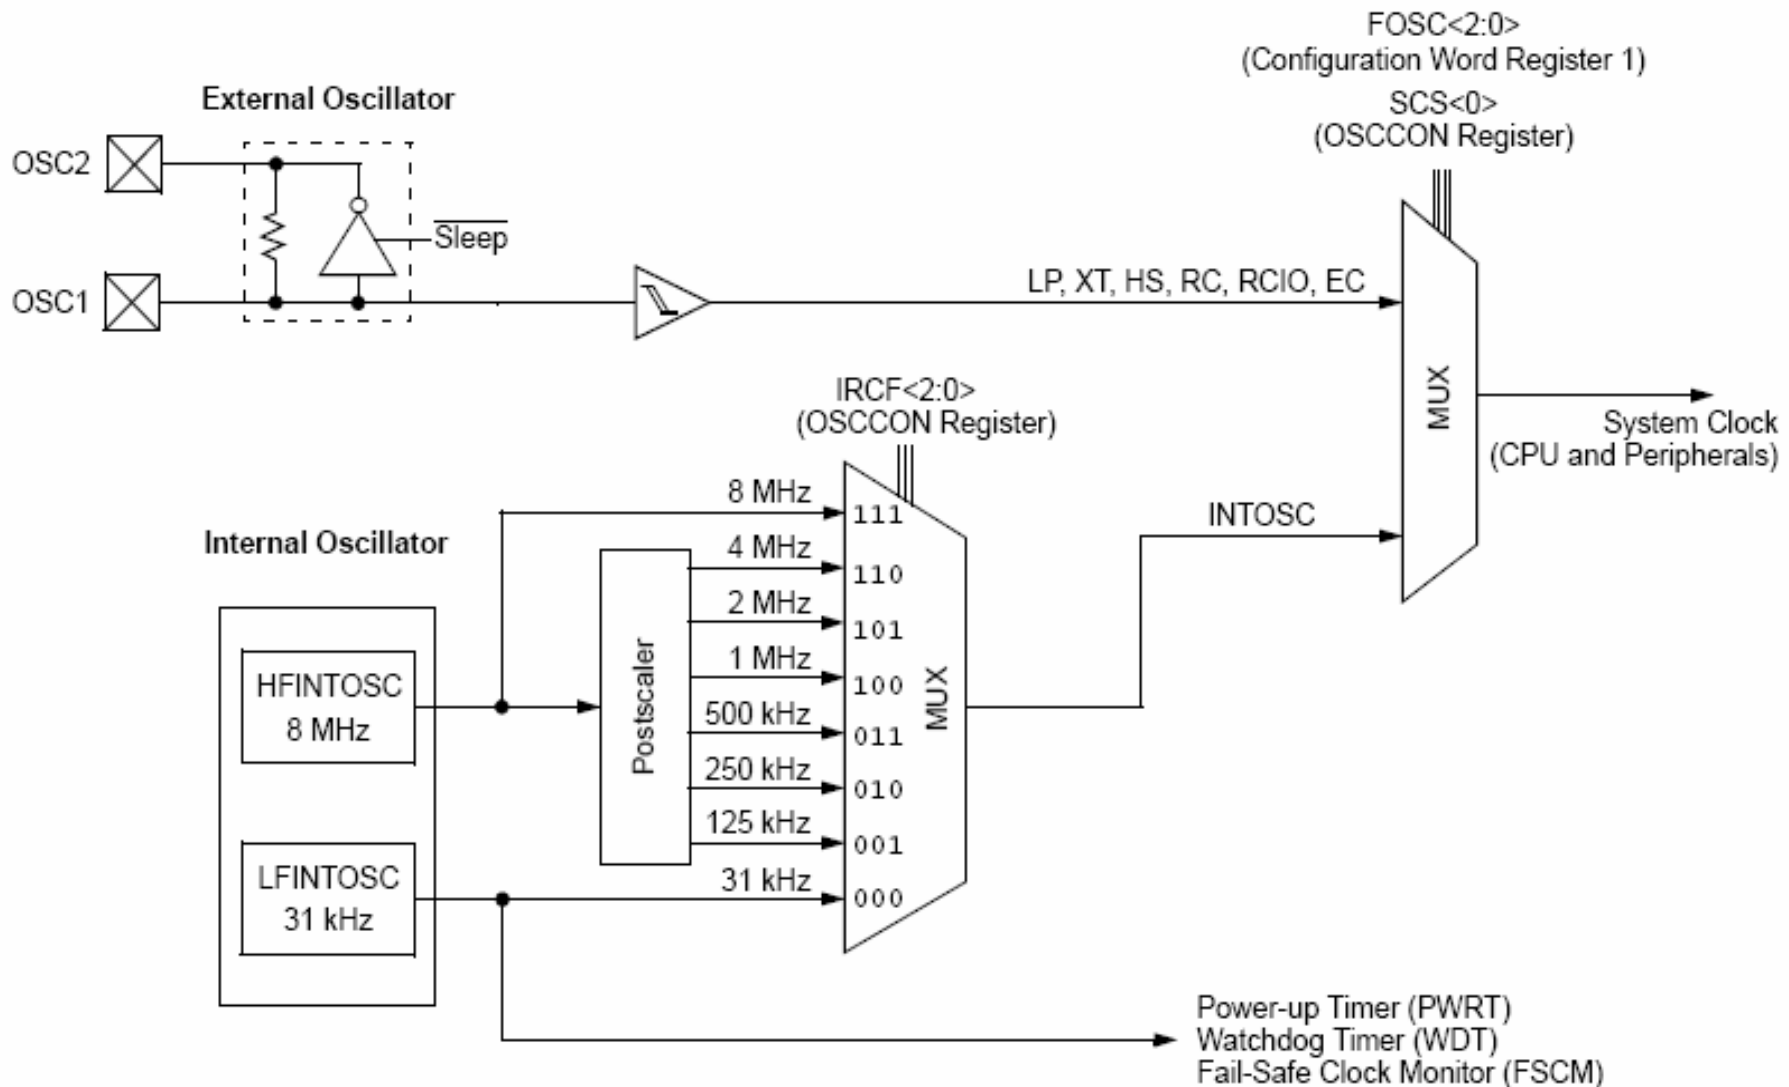 FOSC<2:0>
(Configuration Word Register 1)
SCS<0>
(OSCCON Register)
External Oscillator
OSC2
Sleep
OSC1
LP, XT, HS, RC, RCIO, EC
MUX
System Clock
(CPU and Peripherals)
IRCF<2:0>
(OSCCON Register)
8 MHz
111
4 MHz
110
2 MHz
101
1 MHz
100
500 kHz
011
250 kHz
010
125 kHz
001
31 kHz
000
MUX
INTOSC
Internal Oscillator
HFINTOSC
8 MHz
Postscaler
LFINTOSC
31 kHz
Power-up Timer (PWRT)
Watchdog Timer (WDT)
Fail-Safe Clock Monitor (FSCM)